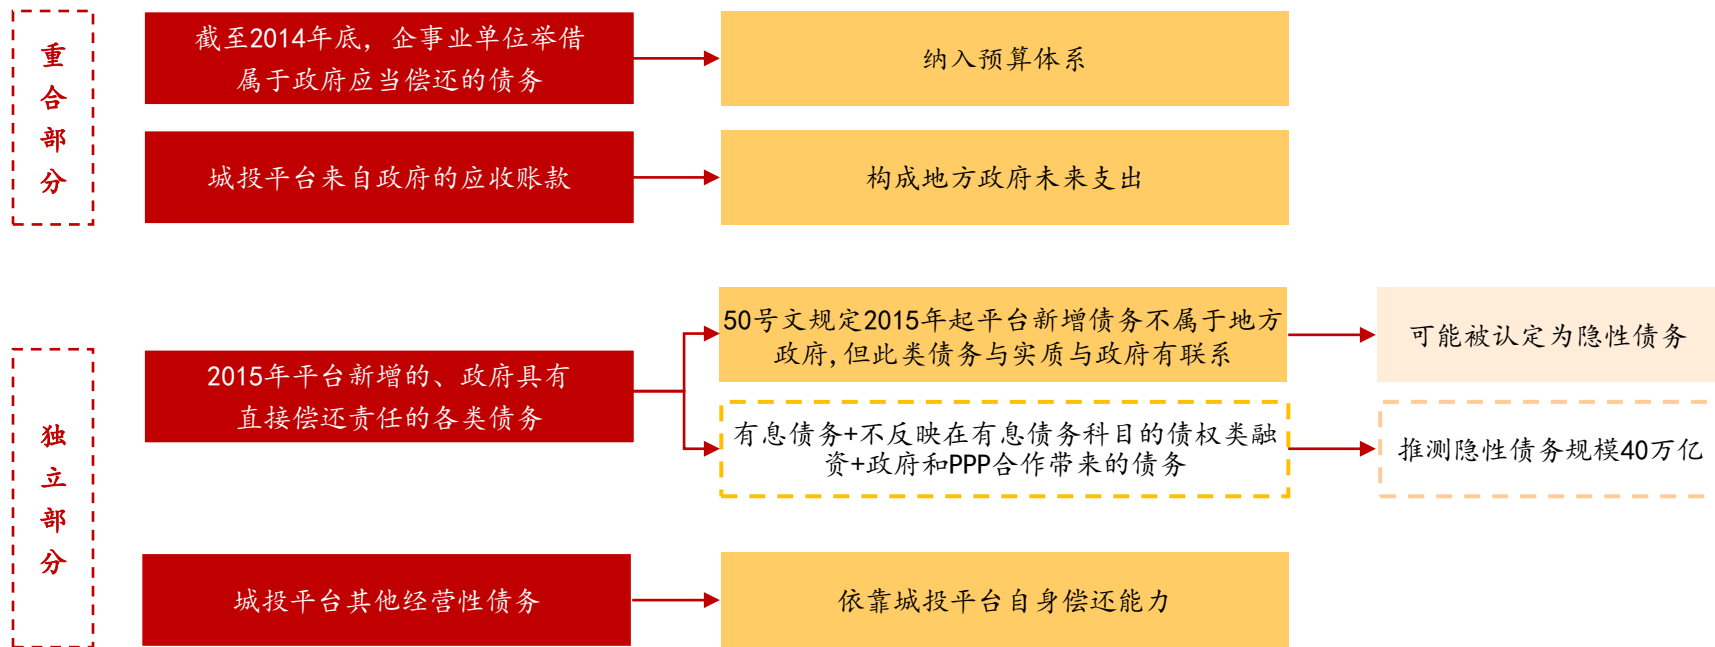 重
合
部
分
截至2014年底，企事业单位举借
属于政府应当偿还的债务
纳入预算体系
城投平台来自政府的应收账款
构成地方政府未来支出
独
立
部
分
2015年平台新增的、政府具有
直接偿还责任的各类债务
50号文规定2015年起平台新增债务不属于地方
政府,但此类债务与实质与政府有联系
可能被认定为隐性债务
有息债务+不反映在有息债务科目的债权类融
资+政府和PPP合作带来的债务
推测隐性债务规模40万亿
城投平台其他经营性债务
依靠城投平台自身偿还能力